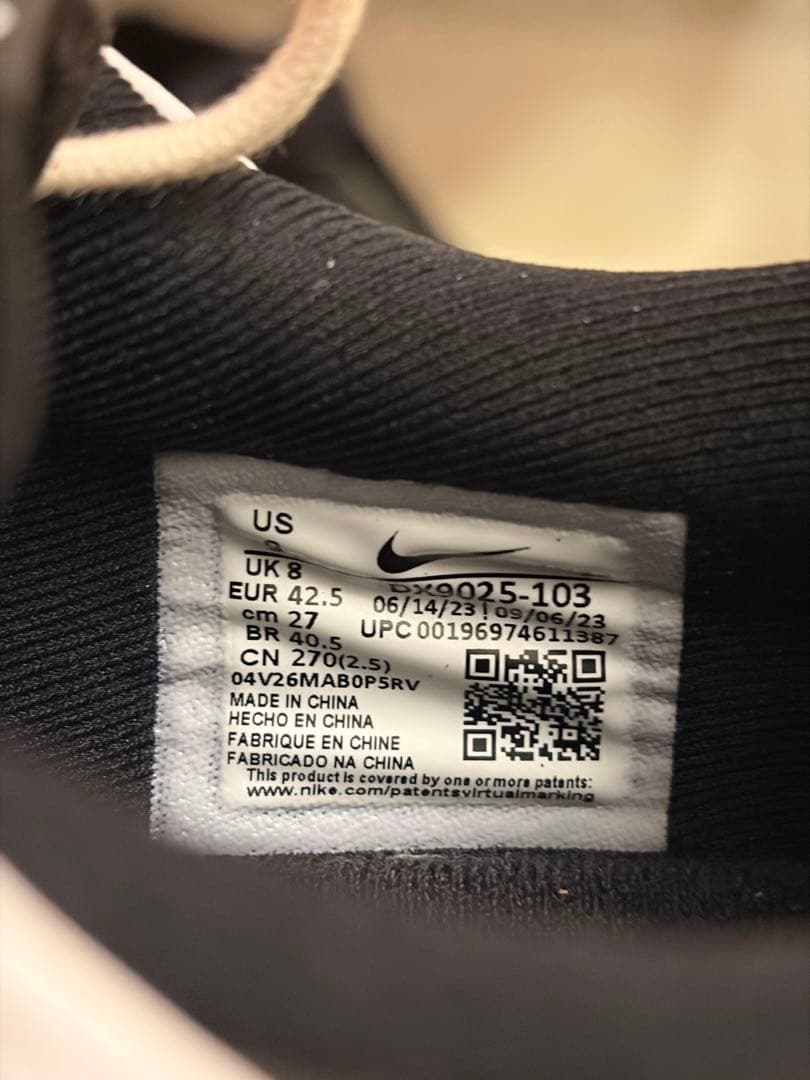 US
UK 8
EUR 42.5
cm 27
BR 40.5
CN 270(2.5)
04V26MAB0P5RV
MADE IN CHINA
HECHO EN CHINA
FABRIQUE EN CHINE
FABRICADO NA CHINA
DX9025-103
06/14/23 | 09/06/23
UPC 00196974611387
This product is covered by one or more patents:
www.nike.com/patentsvirtualmarking